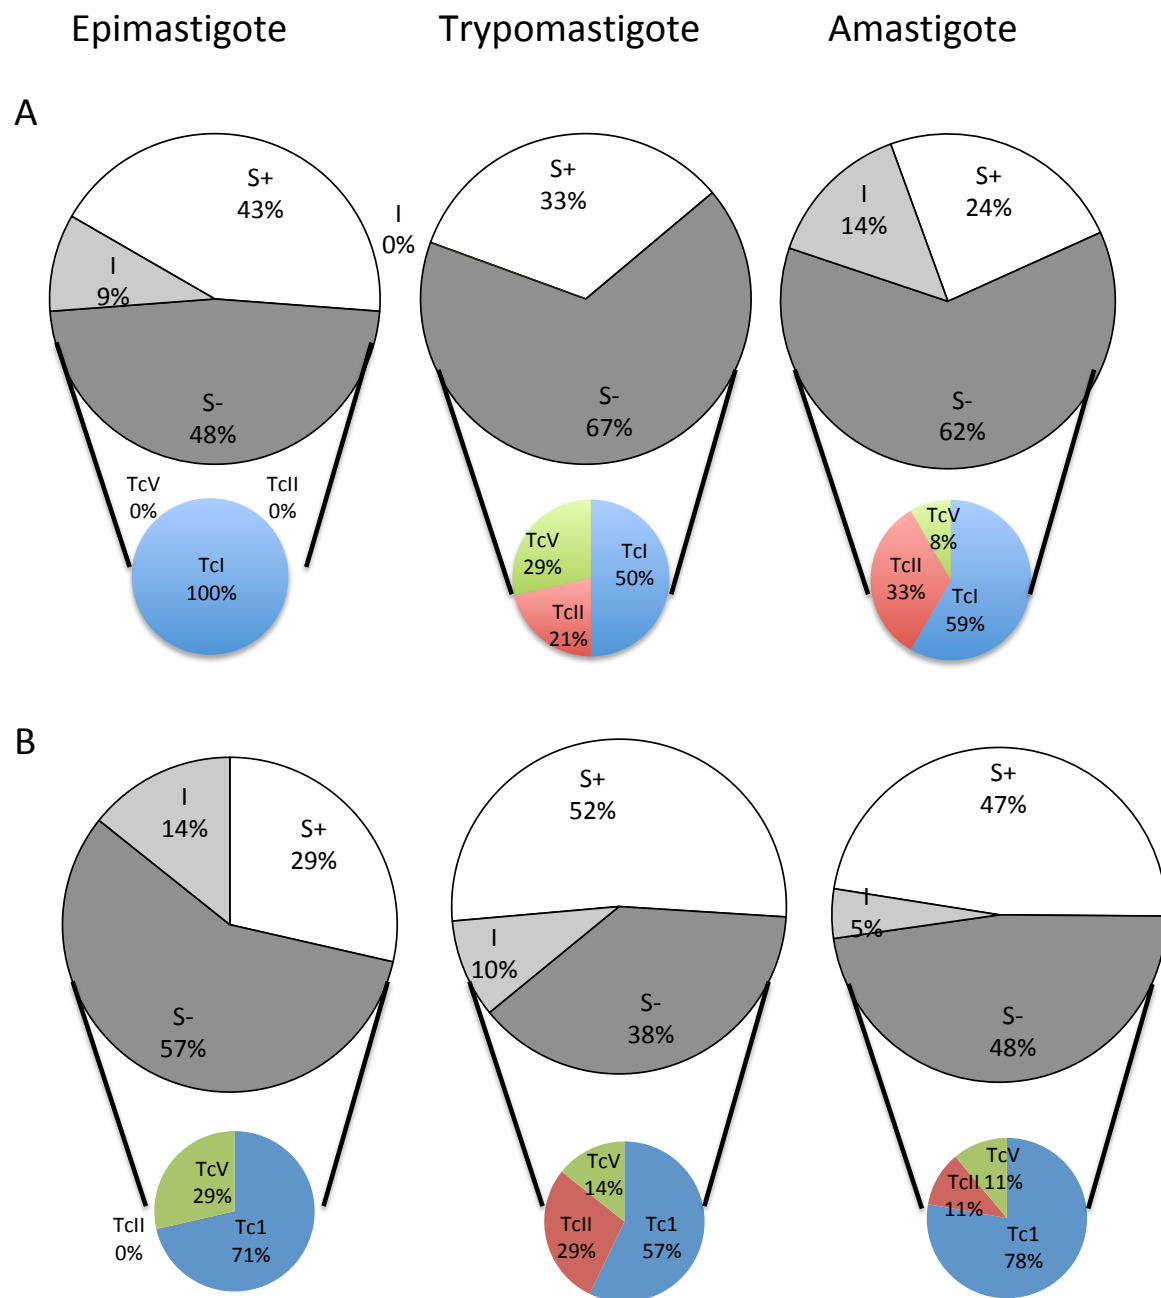 Epimastigote
Trypomastigote
Amastigote
A
S+
43%
I
9%
S-
48%
TcV
0%
TcII
0%
TcI
100%
S+
33%
I
0%
S-
67%
TcV
29%
TcI
50%
TcII
21%
I
14%
S+
24%
S-
62%
TcV
8%
TcII
33%
TcI
59%
B
I
14%
S+
29%
S-
57%
TcV
29%
TcII
0%
Tc1
71%
S+
52%
I
10%
S-
38%
TcV
14%
TcII
29%
Tc1
57%
S+
47%
I
5%
S-
48%
TcV
11%
TcII
11%
Tc1
78%